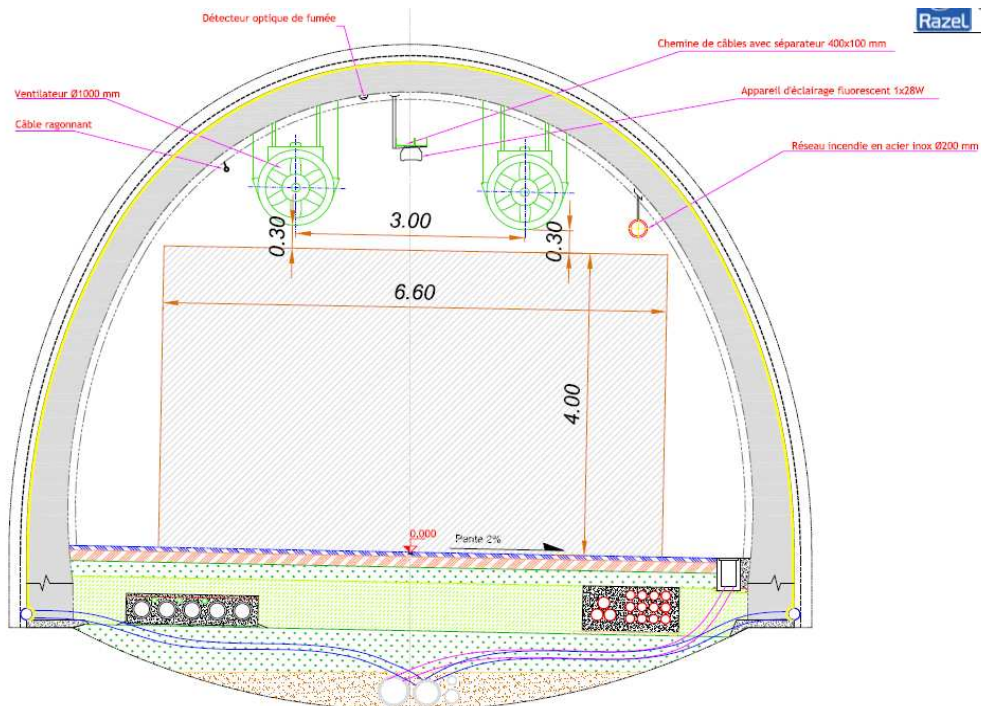 Razel
Détecteur optique de fumée
Chemine de câbles avec séparateur 400x100 mm
Ventilateur Ø1000 mm
Appareil d'éclairage fluorescent 1x28W
Câble ragonnant
Réseau incendie en acier inox Ø200 mm
0.30
3.00
0.30
6.60
4.00
0.000
Pente 2%